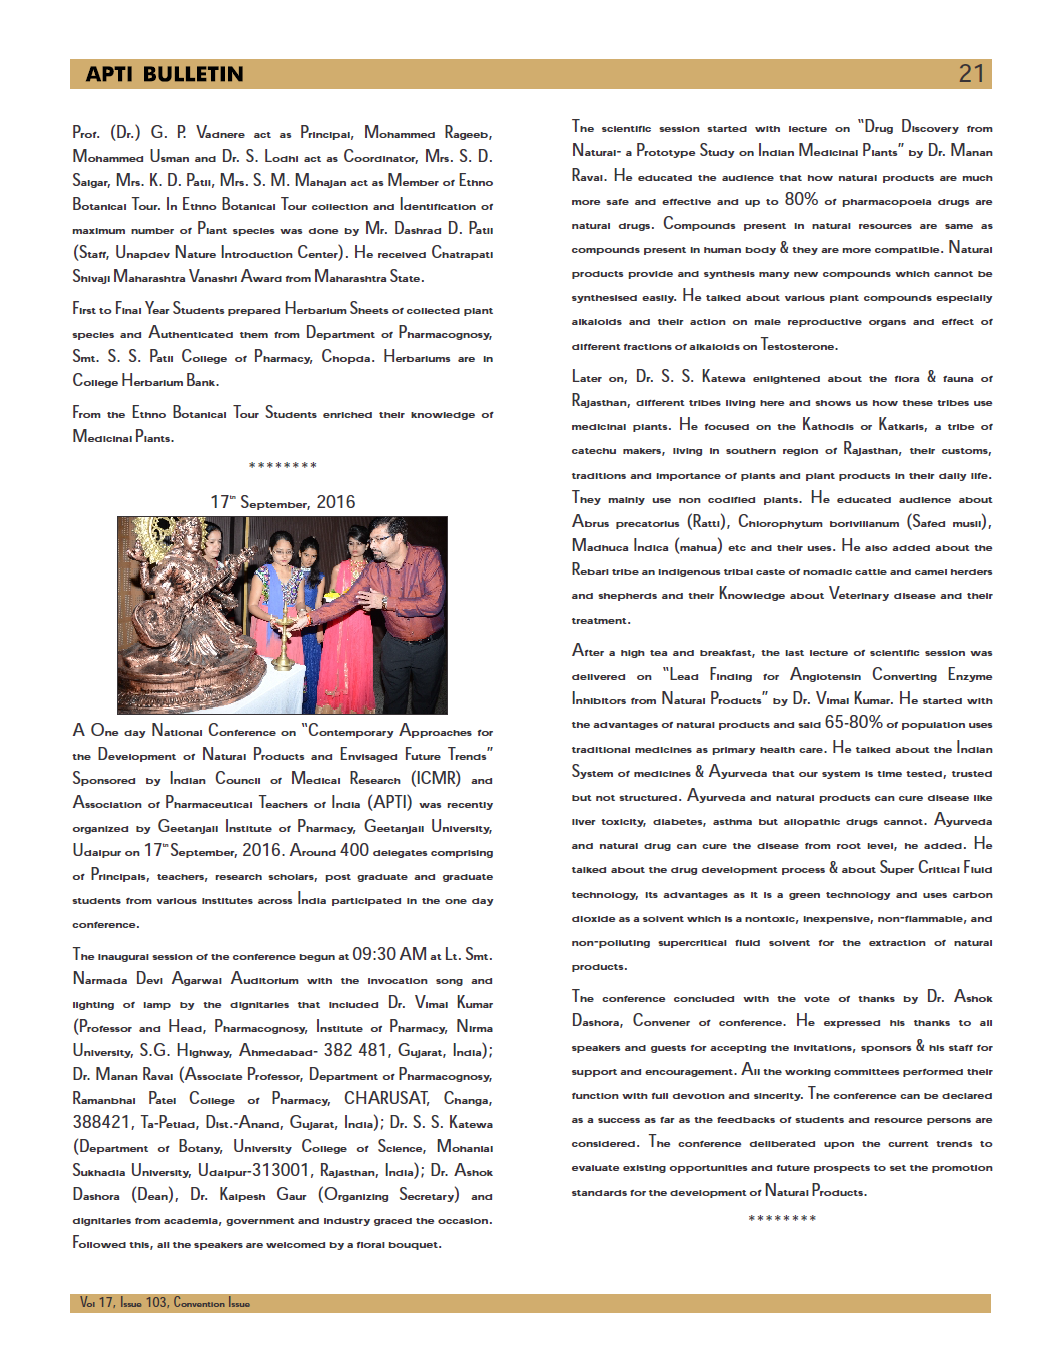 APTI BULLETIN
21
Prof. (Dr.) G. P. Vadnere act as Principal, Mohammed Rageeb,
Mohammed Usman and Dr. S. Lodhi act as Coordinator, Mrs. S. D.
Salgar, Mrs. K. D. Patil, Mrs. S. M. Mahajan act as Member of Ethno
Botanical Tour. In Ethno Botanical Tour collection and Identification of
maximum number of Plant species was done by Mr. Dashrad D. Patil
(Staff, Unapdev Nature Introduction Center). He received Chatrapati
Shivaji Maharashtra Vanashri Award from Maharashtra State.
First to Final Year Students prepared Herbarium Sheets of collected plant
species and Authenticated them from Department of Pharmacognosy,
Smt. S. S. Patil College of Pharmacy, Chopda. Herbariums are in
College Herbarium Bank.
From the Ethno Botanical Tour Students enriched their knowledge of
Medicinal Plants.
********
17th September, 2016
A One day National Conference on "Contemporary Approaches for
the Development of Natural Products and Envisaged Future Trends"
Sponsored by Indian Council of Medical Research (ICMR) and
Association of Pharmaceutical Teachers of India (APTI) was recently
organized by Geetanjali Institute of Pharmacy, Geetanjali University,
Udaipur on 17th September, 2016. Around 400 delegates comprising
of Principals, teachers, research scholars, post graduate and graduate
students from various institutes across India participated in the one day
conference.
The inaugural session of the conference begun at 09:30 AM at Lt. Smt.
Narmada Devi Agarwal Auditorium with the invocation song and
lighting of lamp by the dignitaries that included Dr. Vimal Kumar
(Professor and Head, Pharmacognosy, Institute of Pharmacy, Nirma
University, S.G. Highway, Ahmedabad- 382 481, Gujarat, India);
Dr. Manan Raval (Associate Professor, Department of Pharmacognosy,
Ramanbhai Patel College of Pharmacy, CHARUSAT, Changa,
388421, Ta-Petlad, Dist.-Anand, Gujarat, India); Dr. S. S. Katewa
(Department of Botany, University College of Science, Mohanlal
Sukhadia University, Udaipur-313001, Rajasthan, India); Dr. Ashok
Dashora (Dean), Dr. Kalpesh Gaur (Organizing Secretary) and
dignitaries from academia, government and industry graced the occasion.
Followed this, all the speakers are welcomed by a floral bouquet.
The scientific session started with lecture on "Drug Discovery from
Natural- a Prototype Study on Indian Medicinal Plants" by Dr. Manan
Raval. He educated the audience that how natural products are much
more safe and effective and up to 80% of pharmacopoeia drugs are
natural drugs. Compounds present in natural resources are same as
compounds present in human body & they are more compatible. Natural
products provide and synthesis many new compounds which cannot be
synthesised easily. He talked about various plant compounds especially
alkaloids and their action on male reproductive organs and effect of
different fractions of alkaloids on Testosterone.
Later on, Dr. S. S. Katewa enlightened about the flora & fauna of
Rajasthan, different tribes living here and shows us how these tribes use
medicinal plants. He focused on the Kathodis or Katkaris, a tribe of
catechu makers, living in southern region of Rajasthan, their customs,
traditions and importance of plants and plant products in their daily life.
They mainly use non codified plants. He educated audience about
Abrus precatorius (Ratti), Chlorophytum borivilianum (Safed musli),
Madhuca Indica (mahua) etc and their uses. He also added about the
Rebari tribe an indigenous tribal caste of nomadic cattle and camel herders
and shepherds and their Knowledge about Veterinary disease and their
treatment.
After a high tea and breakfast, the last lecture of scientific session was
delivered on "Lead Finding for Angiotensin Converting Enzyme
Inhibitors from Natural Products" by Dr. Vimal Kumar. He started with
the advantages of natural products and said 65-80% of population uses
traditional medicines as primary health care. He talked about the Indian
System of medicines & Ayurveda that our system is time tested, trusted
but not structured. Ayurveda and natural products can cure disease like
liver toxicity, diabetes, asthma but allopathic drugs cannot. Ayurveda
and natural drug can cure the disease from root level, he added. He
talked about the drug development process & about Super Critical Fluid
technology, its advantages as it is a green technology and uses carbon
dioxide as a solvent which is a nontoxic, inexpensive, non-flammable, and
non-polluting supercritical fluid solvent for the extraction of natural
products.
The conference concluded with the vote of thanks by Dr. Ashok
Dashora, Convener of conference. He expressed his thanks to all
speakers and guests for accepting the invitations, sponsors & his staff for
support and encouragement. All the working committees performed their
function with full devotion and sincerity. The conference can be declared
as a success as far as the feedbacks of students and resource persons are
considered. The conference deliberated upon the current trends to
evaluate existing opportunities and future prospects to set the promotion
standards for the development of Natural Products.
********
Vol 17, Issue 103, Convention Issue